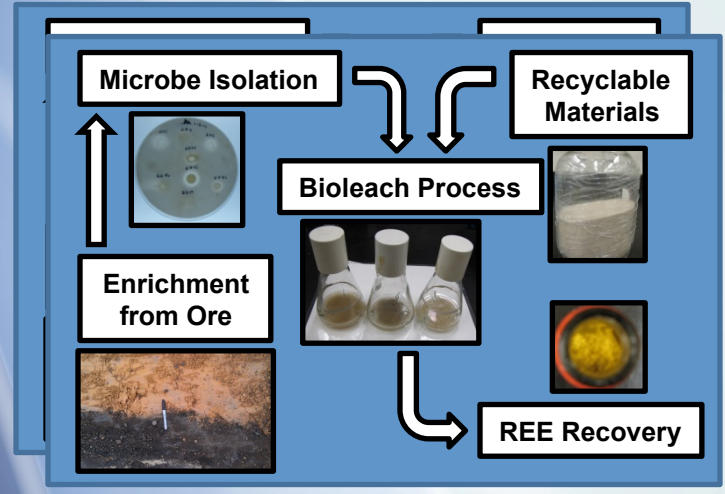 Microbe Isolation
Recyclable
Materials
Bioleach Process
Enrichment
from Ore
REE Recovery